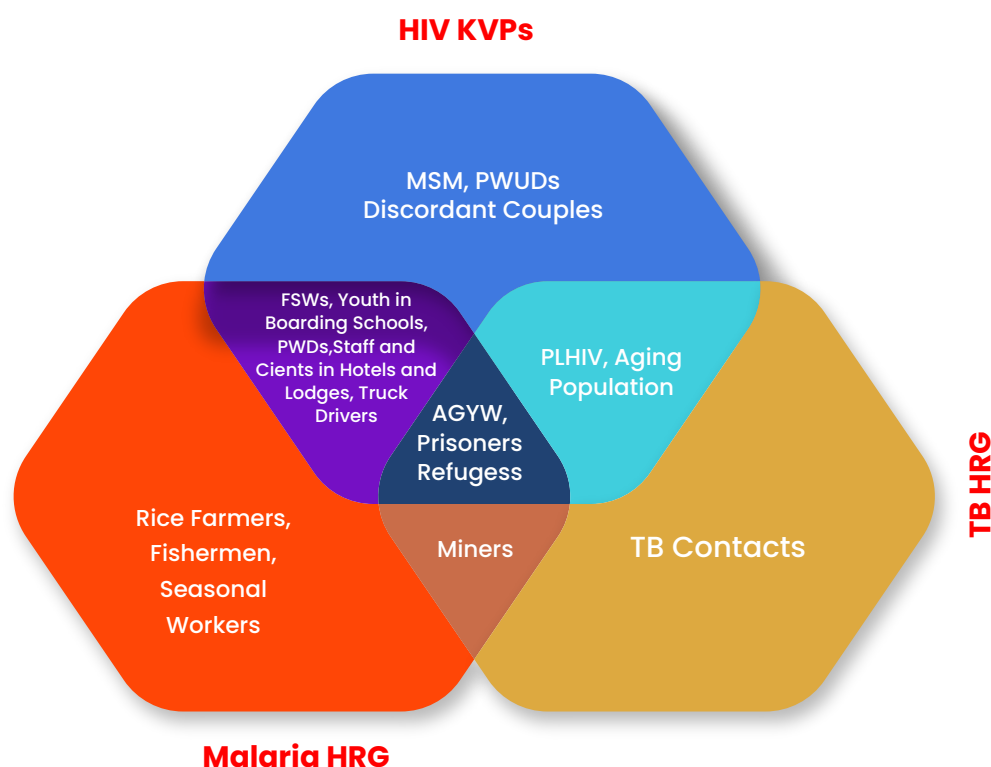 HIV KVPs
MSM, PWUDs
Discordant Couples
FSWs, Youth in
Boarding Schools,
PWDs,Staff and
Cients in Hotels and
Lodges, Truck
Drivers
PLHIV, Aging
Population
AGYW,
Prisoners
Refugess
Rice Farmers,
Fishermen,
Seasonal
Workers
Miners
TB Contacts
TB HRG
Malaria HRG